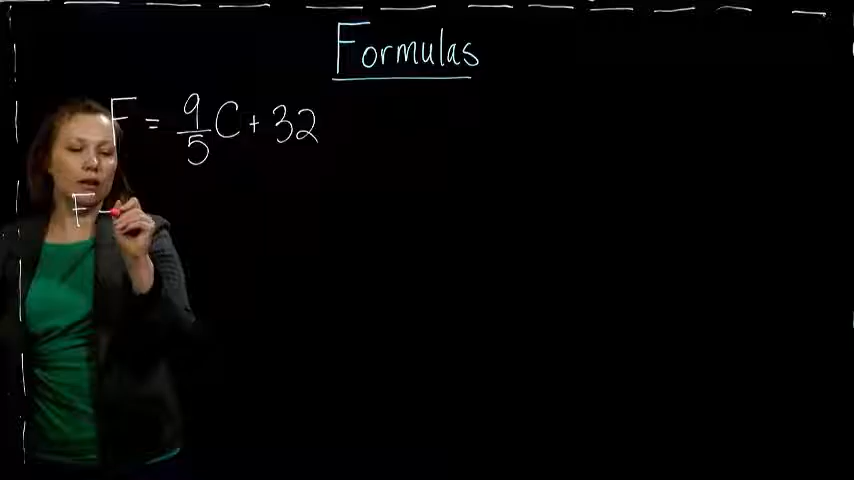 Formulas
F = 9/5 C + 32
F -